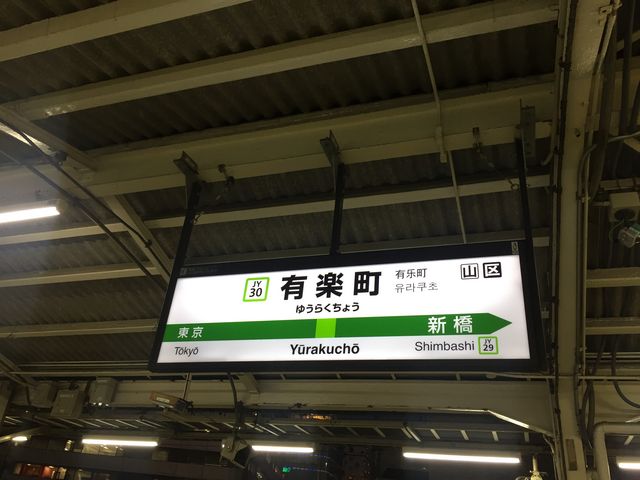 JY
30
有楽町
ゆうらくちょう
有乐町
유라쿠초
山 区
東京
新橋
Tōkyō
Yūrakuchō
Shimbashi
JY
29